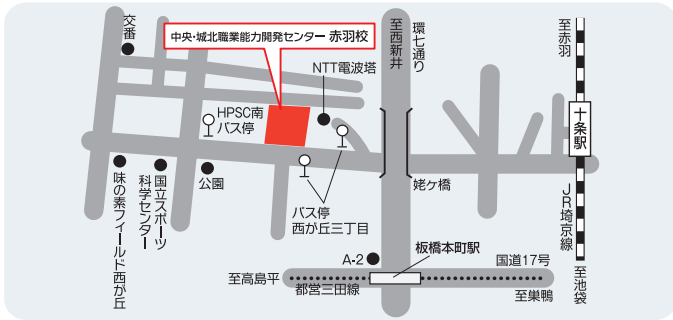 交番
中央・城北職業能力開発センター 赤羽校
至西新井
環七通り
至赤羽
NTT電波塔
HPSC南
バス停
十条駅
味の素フィールド西が丘
国立スポーツ
科学センター
公園
バス停
西が丘三丁目
姥ヶ橋
JR埼京線
A-2
板橋本町駅
国道17号
至高島平
都営三田線
至巣鴨
至池袋